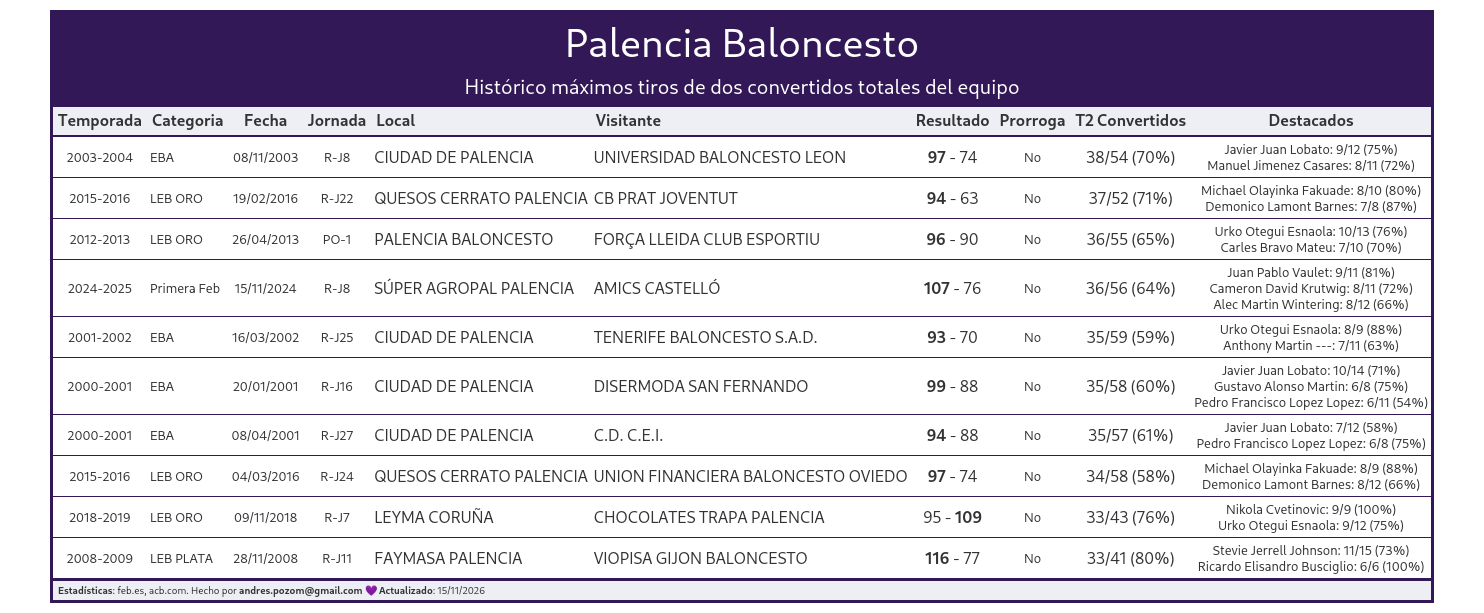 Palencia Baloncesto
Histórico máximos tiros de dos convertidos totales del equipo
Temporada Categoria Fecha Jornada Local Visitante Resultado Prorroga T2 Convertidos Destacados
2003-2004 EBA 08/11/2003 R-J8 CIUDAD DE PALENCIA UNIVERSIDAD BALONCESTO LEON 97 - 74 No 38/54 (70%) Javier Juan Lobato: 9/12 (75%)
Manuel Jimenez Casares: 8/11 (72%)
2015-2016 LEB ORO 19/02/2016 R-J22 QUESOS CERRATO PALENCIA CB PRAT JOVENTUT 94 - 63 No 37/52 (71%) Michael Olayinka Fakuade: 8/10 (80%)
Demonico Lamont Barnes: 7/8 (87%)
2012-2013 LEB ORO 26/04/2013 PO-1 PALENCIA BALONCESTO FORÇA LLEIDA CLUB ESPORTIU 96 - 90 No 36/55 (65%) Urko Otegui Esnaola: 10/13 (76%)
Carles Bravo Mateu: 7/10 (70%)
2024-2025 Primera Feb 15/11/2024 R-J8 SÚPER AGROPAL PALENCIA AMICS CASTELLÓ 107 - 76 No 36/56 (64%) Juan Pablo Vaulet: 9/11 (81%)
Cameron David Krutwig: 8/11 (72%)
Alec Martin Wintering: 8/12 (66%)
2001-2002 EBA 16/03/2002 R-J25 CIUDAD DE PALENCIA TENERIFE BALONCESTO S.A.D. 93 - 70 No 35/59 (59%) Urko Otegui Esnaola: 8/9 (88%)
Anthony Martin ---: 7/11 (63%)
2000-2001 EBA 20/01/2001 R-J16 CIUDAD DE PALENCIA DISERMODA SAN FERNANDO 99 - 88 No 35/58 (60%) Javier Juan Lobato: 10/14 (71%)
Gustavo Alonso Martin: 6/8 (75%)
Pedro Francisco Lopez Lopez: 6/11 (54%)
2000-2001 EBA 08/04/2001 R-J27 CIUDAD DE PALENCIA C.D. C.E.I. 94 - 88 No 35/57 (61%) Javier Juan Lobato: 7/12 (58%)
Pedro Francisco Lopez Lopez: 6/8 (75%)
2015-2016 LEB ORO 04/03/2016 R-J24 QUESOS CERRATO PALENCIA UNION FINANCIERA BALONCESTO OVIEDO 97 - 74 No 34/58 (58%) Michael Olayinka Fakuade: 8/9 (88%)
Demonico Lamont Barnes: 8/12 (66%)
2018-2019 LEB ORO 09/11/2018 R-J7 LEYMA CORUÑA CHOCOLATES TRAPA PALENCIA 95 - 109 No 33/43 (76%) Nikola Cvetinovic: 9/9 (100%)
Urko Otegui Esnaola: 9/12 (75%)
2008-2009 LEB PLATA 28/11/2008 R-J11 FAYMASA PALENCIA VIOPISA GIJON BALONCESTO 116 - 77 No 33/41 (80%) Stevie Jerrell Johnson: 11/15 (73%)
Ricardo Elisandro Busciglio: 6/6 (100%)
Estadísticas: feb.es, acb.com. Hecho por andres.pozom@gmail.com 💜 Actualizado: 15/11/2026